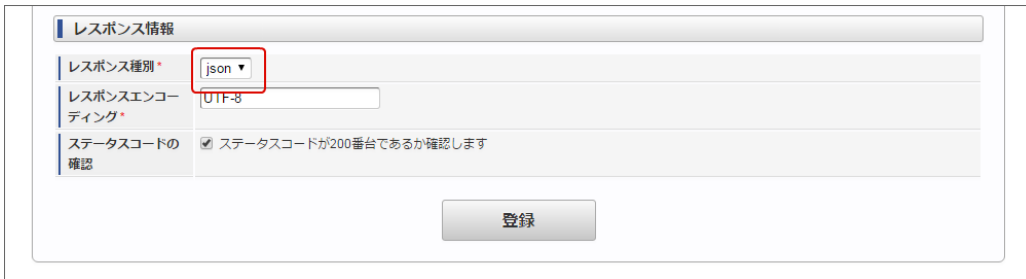 レスポンス情報
レスポンス種別*
json
レスポンスエンコー
ディング*
UTF-8
ステータスコードの
確認
ステータスコードが200番台であるか確認します
登録